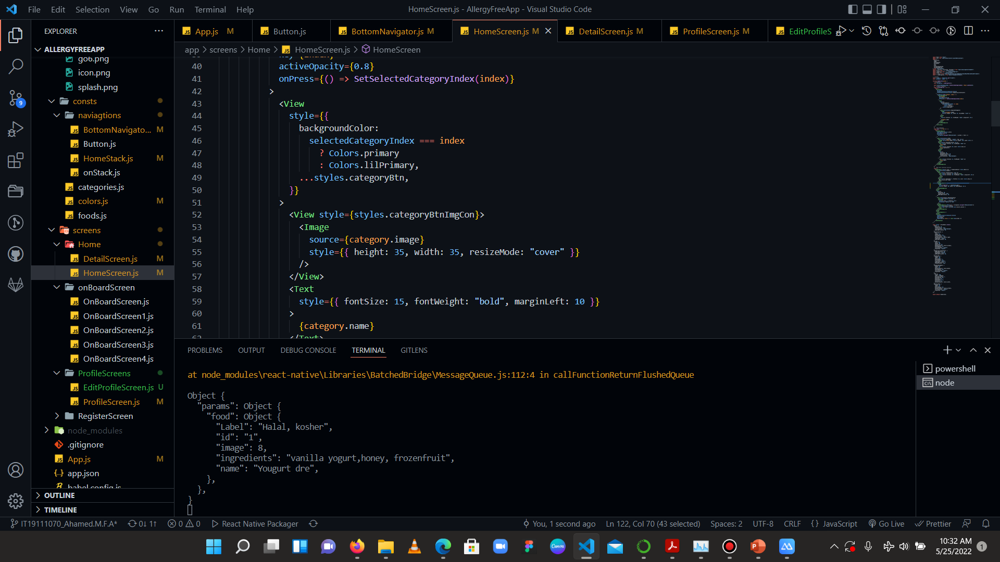 File Edit Selection View Go Run Terminal Help
HomeScreen.js - AllergyFreeApp - Visual Studio Code
EXPLORER
ALLERGYFREEAPP
go6.png
icon.png
splash.png
consts
naviagtions
BottomNavigato... M
Button.js
HomeStack.js M
onStack.js
categories.js
colors.js M
foods.js
screens
Home
DetailScreen.js M
HomeScreen.js M
onBoardScreen
OnBoardScreen.js
OnBoardScreen1.js
OnBoardScreen2.js
OnBoardScreen3.js
OnBoardScreen4.js
ProfileScreens
EditProfileScreen.js U
ProfileScreen.js M
RegisterScreen
node_modules
.gitignore
App.js M
app.json
babel.config.js
OUTLINE
TIMELINE
9
App.js M
Button.js
BottomNavigator.js M
HomeScreen.js M
DetailScreen.js M
ProfileScreen.js M
EditProfileS
app > screens > Home > HomeScreen.js > HomeScreen
40 activeOpacity={0.8}
41 onPress={() => SetSelectedCategoryIndex(index)}
42 >
43 <View
44 style={{
45 backgroundColor:
46 selectedCategoryIndex === index
47 ? Colors.primary
48 : Colors.lilPrimary,
49 ...styles.categoryBtn,
50 }}
51 >
52 <View style={styles.categoryBtnImgCon}>
53 <Image
54 source={category.image}
55 style={{ height: 35, width: 35, resizeMode: "cover" }}
56 />
57 </View>
58 <Text
59 style={{ fontSize: 15, fontWeight: "bold", marginLeft: 10 }}
60 >
61 {category.name}
62 </Text>
PROBLEMS OUTPUT DEBUG CONSOLE TERMINAL GITLENS
at node_modules\react-native\Libraries\BatchedBridge\MessageQueue.js:112:4 in callFunctionReturnFlushedQueue
Object {
"params": Object {
"food": Object {
"Label": "Halal, kosher",
"id": "1",
"image": 8,
"ingredients": "vanilla yogurt,honey, frozenfruit",
"name": "Yougurt dre",
},
},
}
powershell
node
IT19111070_Ahamed.M.F.A* 0↓ 1↑ 0 0 React Native Packager
You, 1 second ago Ln 122, Col 70 (43 selected) Spaces: 2 UTF-8 CRLF {} JavaScript Go Live Prettier
Canva
10:32 AM
5/25/2022
1